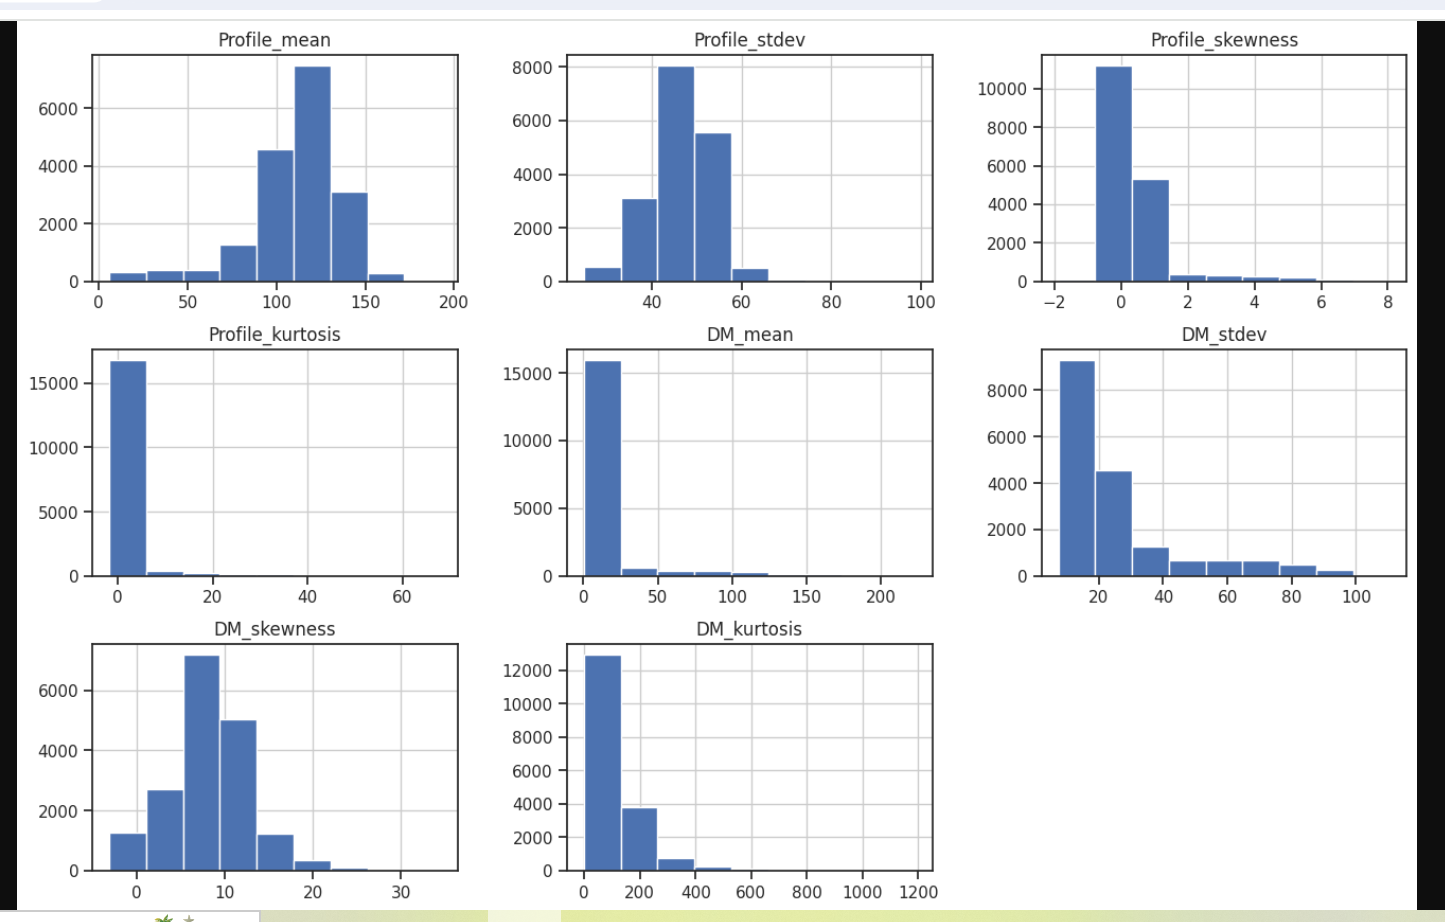 Profile_mean
6000
4000
2000
0
0 50 100 150 200
Profile_stdev
8000
6000
4000
2000
0
40 60 80 100
Profile_skewness
10000
8000
6000
4000
2000
0
−2 0 2 4 6 8
Profile_kurtosis
15000
10000
5000
0
0 20 40 60
DM_mean
15000
10000
5000
0
0 50 100 150 200
DM_stdev
8000
6000
4000
2000
0
20 40 60 80 100
DM_skewness
6000
4000
2000
0
0 10 20 30
DM_kurtosis
12000
10000
8000
6000
4000
2000
0
0 200 400 600 800 1000 1200